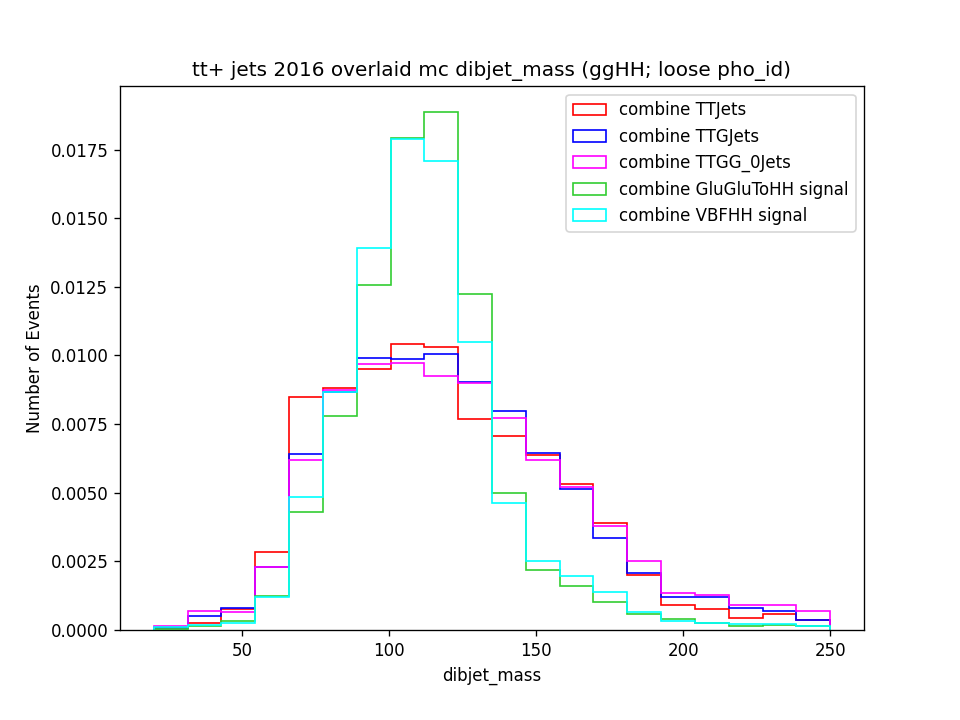 tt+ jets 2016 overlaid mc dibjet_mass (ggHH; loose pho_id)
combine TTJets
combine TTGJets
combine TTGG_0Jets
combine GluGluToHH signal
combine VBFHH signal
Number of Events
0.0175
0.0150
0.0125
0.0100
0.0075
0.0050
0.0025
0.0000
50
100
150
200
250
dibjet_mass